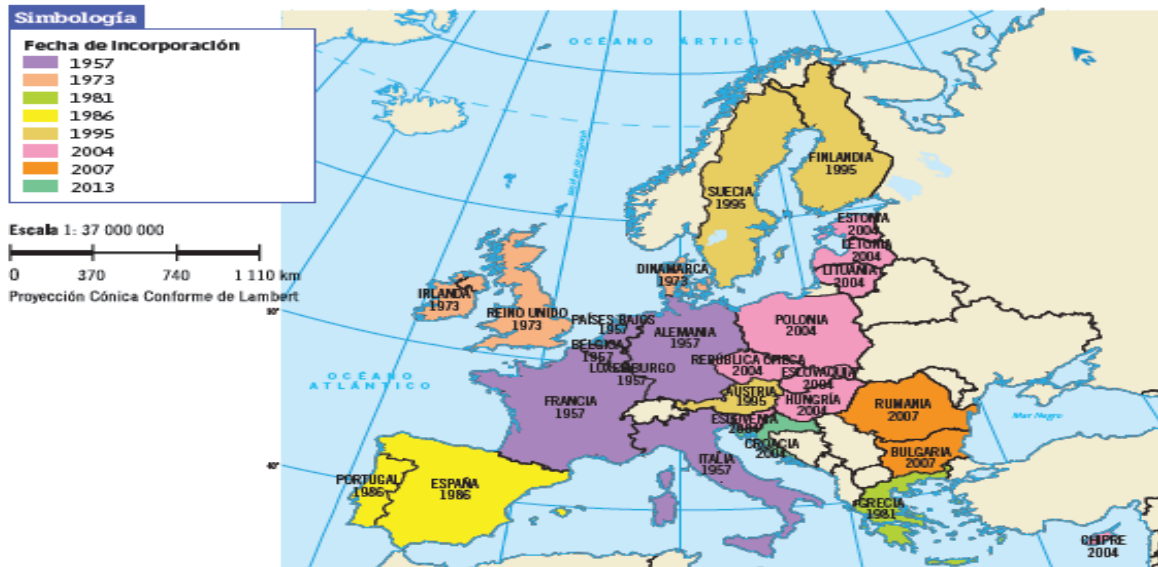 Simbología
Fecha de incorporación
1957
1973
1981
1986
1995
2004
2007
2013
Escala 1: 37 000 000
0 370 740 1 110 km
Proyección Cónica Conforme de Lambert
OCÉANO ÁRTICO
N
FINLANDIA
1995
SUECIA
1995
ESTONIA
2004
LETONIA
2004
LITUANIA
2004
DINAMARCA
1973
IRLANDA
1973
REINO UNIDO
1973
PAÍSES BAJOS
1957
ALEMANIA
1957
POLONIA
2004
BÉLGICA
1957
LUXEMBURGO
1957
REPÚBLICA CHECA
2004
ESLOVAQUIA
2004
OCÉANO
ATLÁNTICO
FRANCIA
1957
AUSTRIA
1995
HUNGRÍA
2004
RUMANIA
2007
Mar Negro
ESLOVENIA
2004
CROACIA
2004
BULGARIA
2007
ITALIA
1957
40°
PORTUGAL
1986
ESPAÑA
1986
GRECIA
1981
CHIPRE
2004